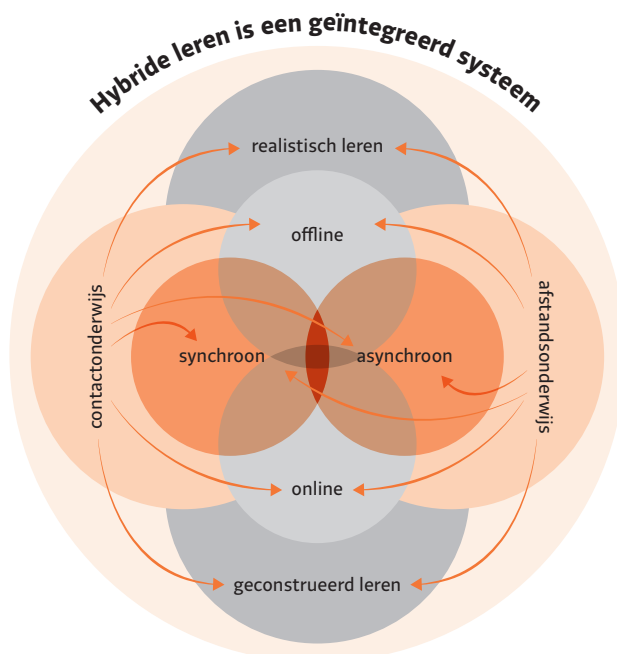 Hybride leren is een geïntegreerd systeem
realistisch leren
offline
contactonderwijs
afstandsonderwijs
synchroon
asynchroon
online
geconstrueerd leren